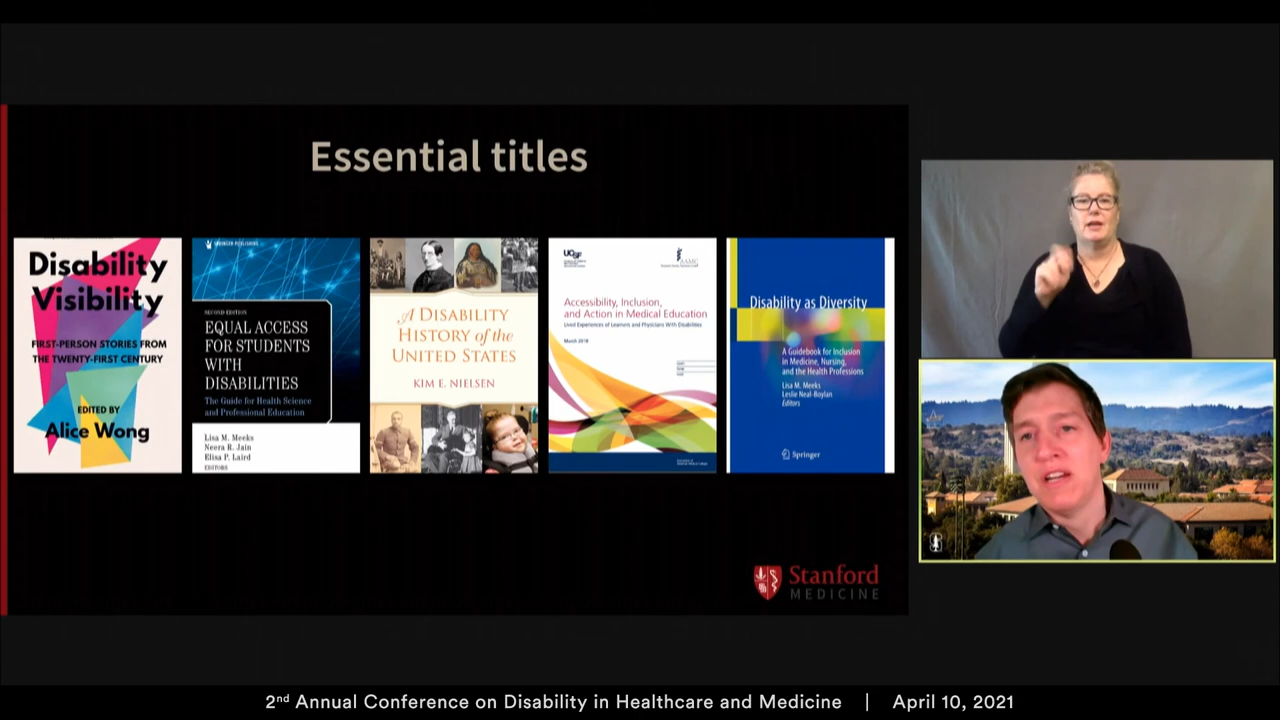 Essential titles
Disability
Visibility
FIRST-PERSON STORIES FROM
THE TWENTY-FIRST CENTURY
EDITED BY
Alice Wong
SPRINGER PUBLISHING
SECOND EDITION
EQUAL ACCESS
FOR STUDENTS
WITH
DISABILITIES
The Guide for Health Science
and Professional Education
Lisa M. Meeks
Neera R. Jain
Elisa P. Laird
EDITORS
A DISABILITY
HISTORY of the
UNITED STATES
KIM E. NIELSEN
UCSF
AAMC
Accessibility, Inclusion,
and Action in Medical Education
Lived Experiences of Learners and Physicians With Disabilities
March 2018
Disability as Diversity
A Guidebook for Inclusion
in Medicine, Nursing,
and the Health Professions
Lisa M. Meeks
Leslie Neal-Boylan
Editors
Springer
Stanford
MEDICINE
2nd Annual Conference on Disability in Healthcare and Medicine | April 10, 2021